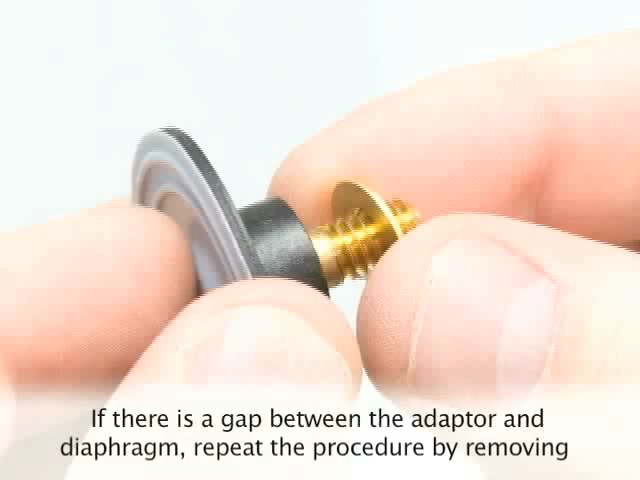 If there is a gap between the adaptor and
diaphragm, repeat the procedure by removing